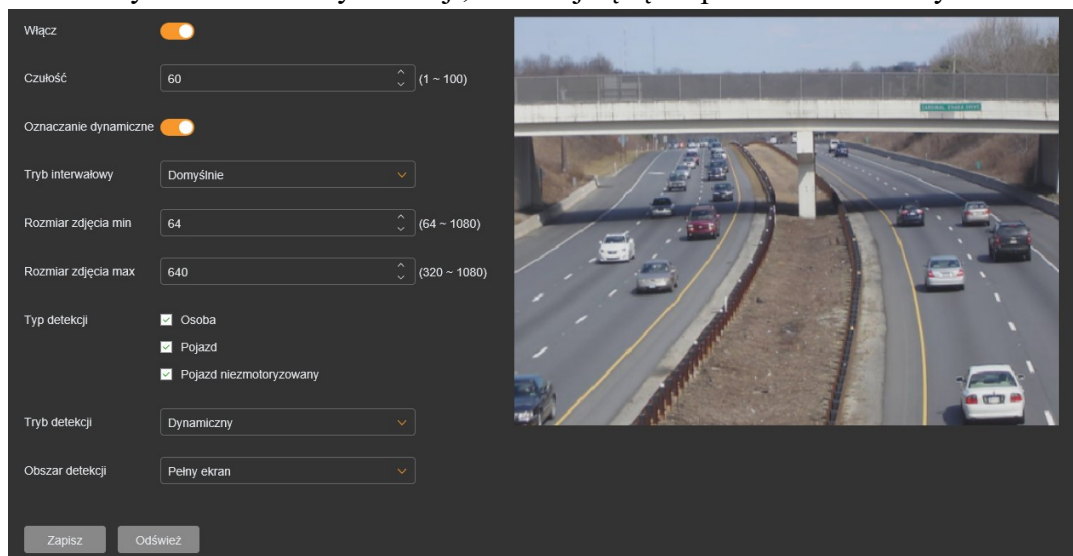 Włącz
Czułość 60 (1 ~ 100)
Oznaczanie dynamiczne
Tryb interwałowy Domyślnie
Rozmiar zdjęcia min 64 (64 ~ 1080)
Rozmiar zdjęcia max 640 (320 ~ 1080)
Typ detekcji Osoba
Pojazd
Pojazd niezmotoryzowany
Tryb detekcji Dynamiczny
Obszar detekcji Pełny ekran
Zapisz Odśwież